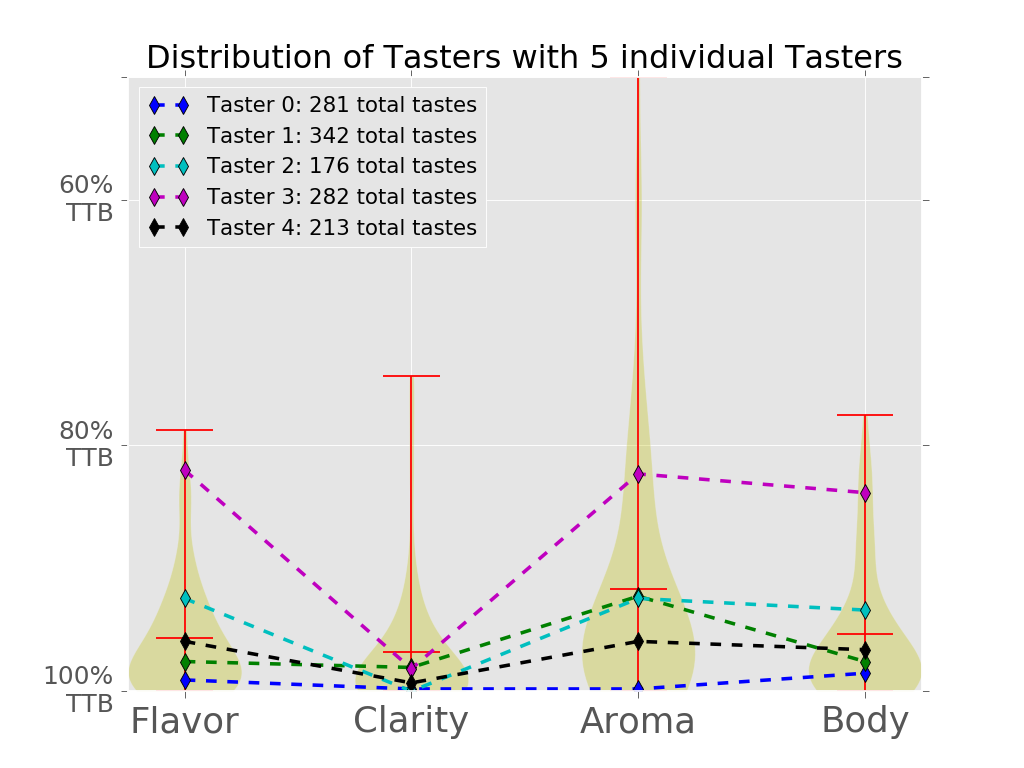 Distribution of Tasters with 5 individual Tasters
Taster 0: 281 total tastes
Taster 1: 342 total tastes
Taster 2: 176 total tastes
Taster 3: 282 total tastes
Taster 4: 213 total tastes
60%
TTB
80%
TTB
100%
TTB
Flavor
Clarity
Aroma
Body